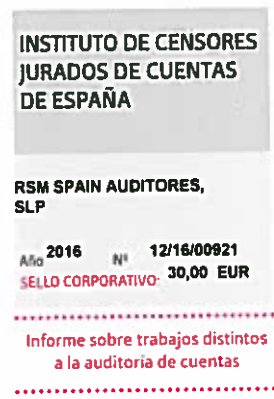 INSTITUTO DE CENSORES
JURADOS DE CUENTAS
DE ESPAÑA
RSM SPAIN AUDITORES,
SLP
Año 2016 Nº 12/16/00921
SELLO CORPORATIVO: 30,00 EUR
Informe sobre trabajos distintos
a la auditoría de cuentas